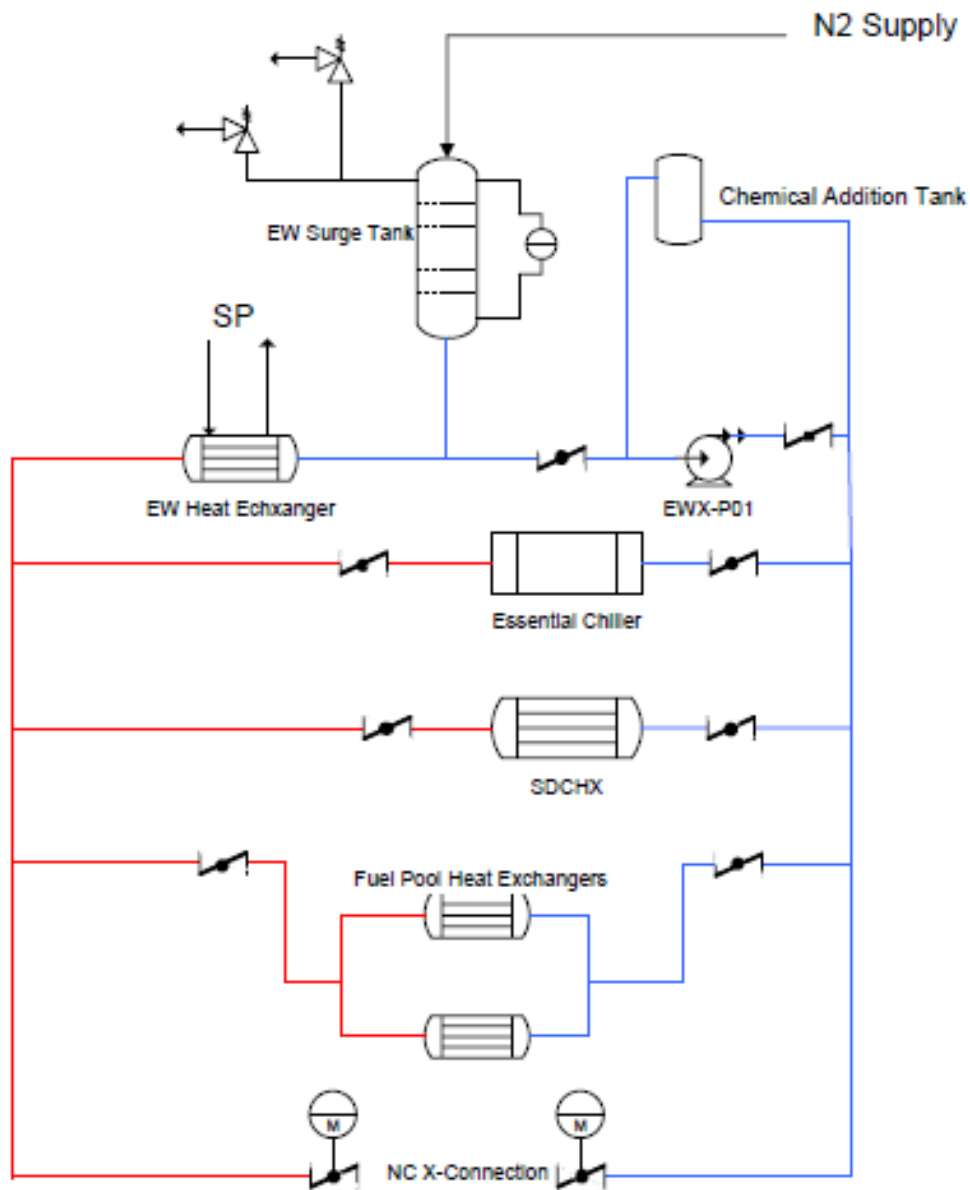 N2 Supply
Chemical Addition Tank
EW Surge Tank
SP
EW Heat Echxanger
EWX-P01
Essential Chiller
SDCHX
Fuel Pool Heat Exchangers
M
M
NC X-Connection